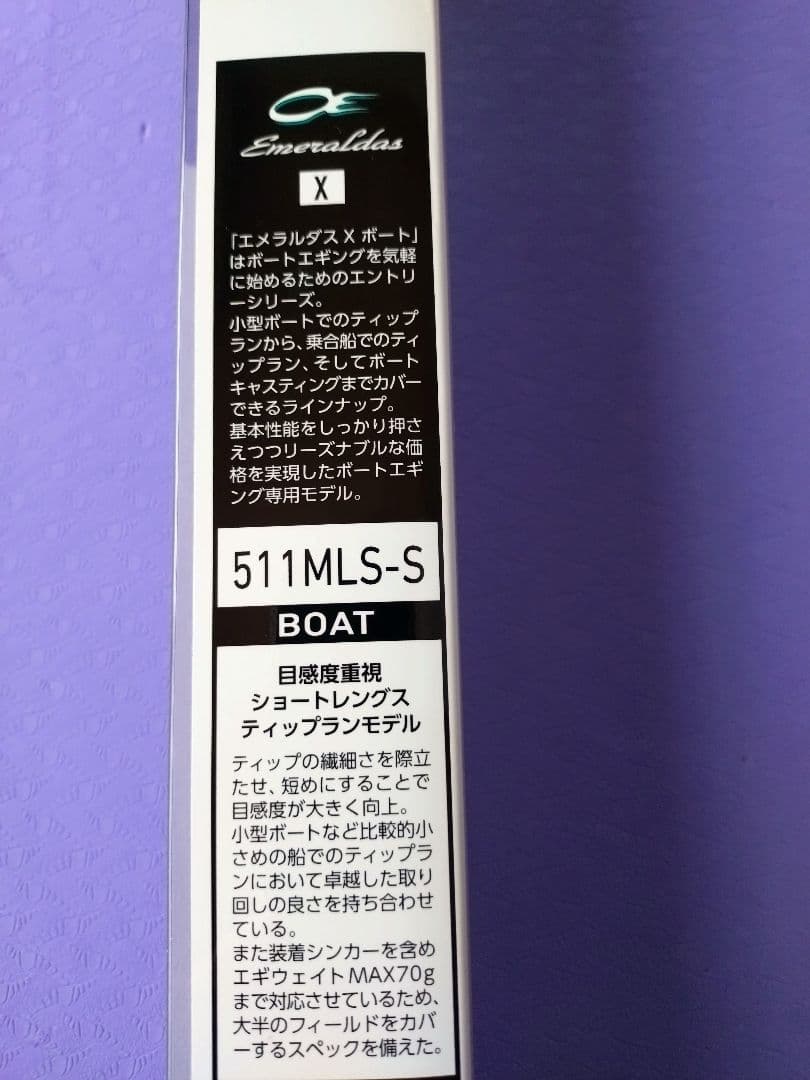 Emeraldas
X
「エメラルダス X ボート」
はボートエギングを気軽
に始めるためのエントリ
ーシリーズ。
小型ボートでのティップ
ランから、乗合船でのティ
ップラン、そしてボート
キャスティングまでカバー
できるラインナップ。
基本性能をしっかり押さ
えつつリーズナブルな価
格を実現したボートエギ
ング専用モデル。
511MLS-S
BOAT
目感度重視
ショートレングス
ティップランモデル
ティップの繊細さを際立
たせ、短めにすることで
目感度が大きく向上。
小型ボートなど比較的小
さめの船でのティップラ
ンにおいて卓越した取り
回しの良さを持ち合わせ
ている。
また装着シンカーを含め
エギウェイトMAX70g
まで対応させているため、
大半のフィールドをカバ
ーするスペックを備えた。